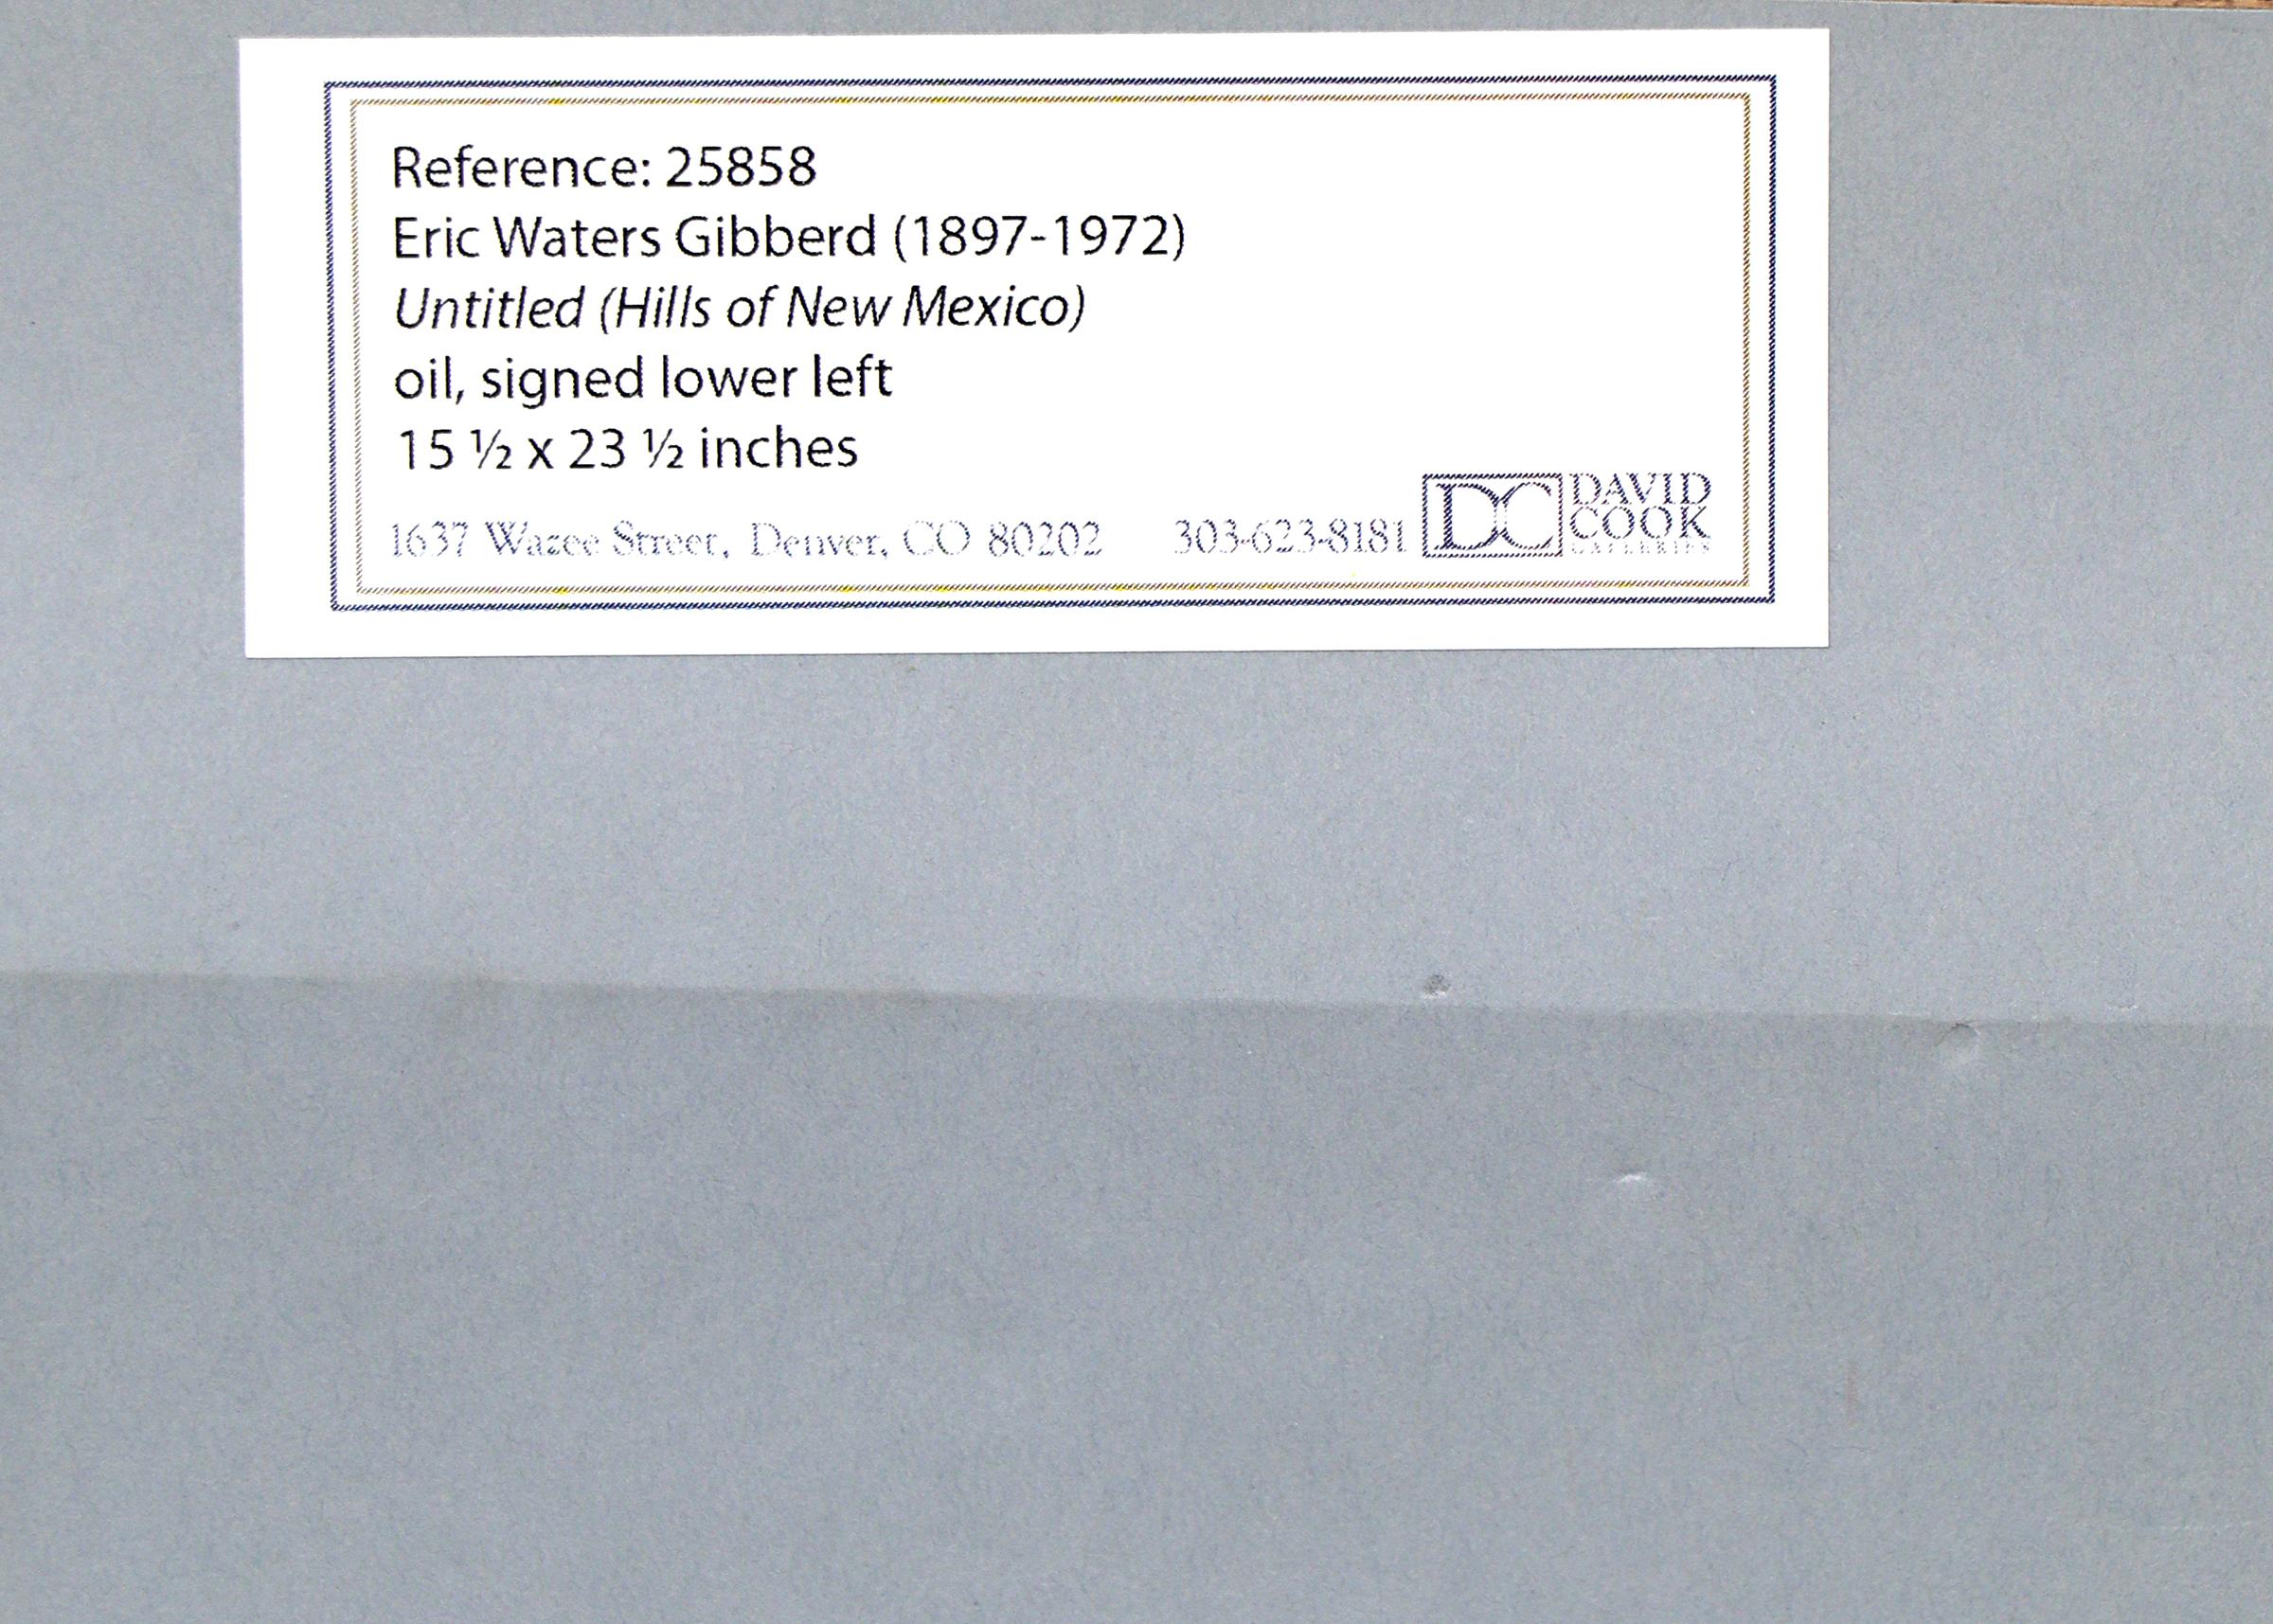 Reference: 25858
Eric Waters Gibberd (1897-1972)
Untitled (Hills of New Mexico)
oil, signed lower left
15 ½ x 23 ½ inches
1637 Wazee Street, Denver, CO 80202 303-623-8181
DC
DAVID
COOK
GALLERIES